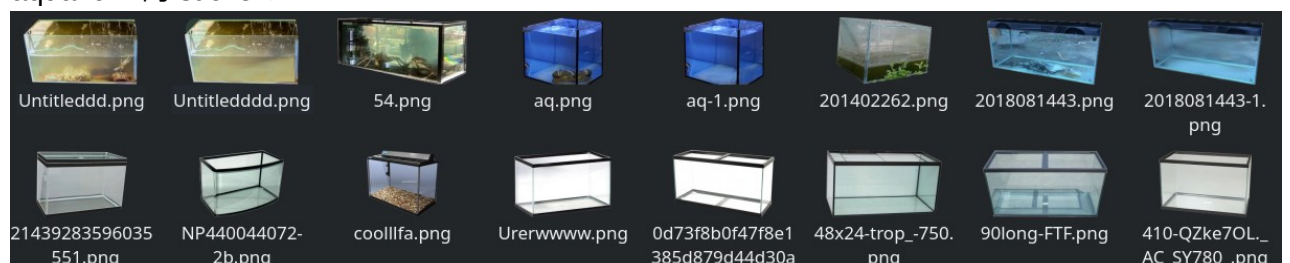 Untitleddd.png
Untitledddd.png
54.png
aq.png
aq-1.png
201402262.png
2018081443.png
2018081443-1.
png
21439283596035
551.png
NP440044072-
2b.png
coolllfa.png
Urerwwww.png
0d73f8b0f47f8e1
385d879d44d30a
48x24-trop_-750.
png
90long-FTF.png
410-QZke7OL._
AC_SY780_.png